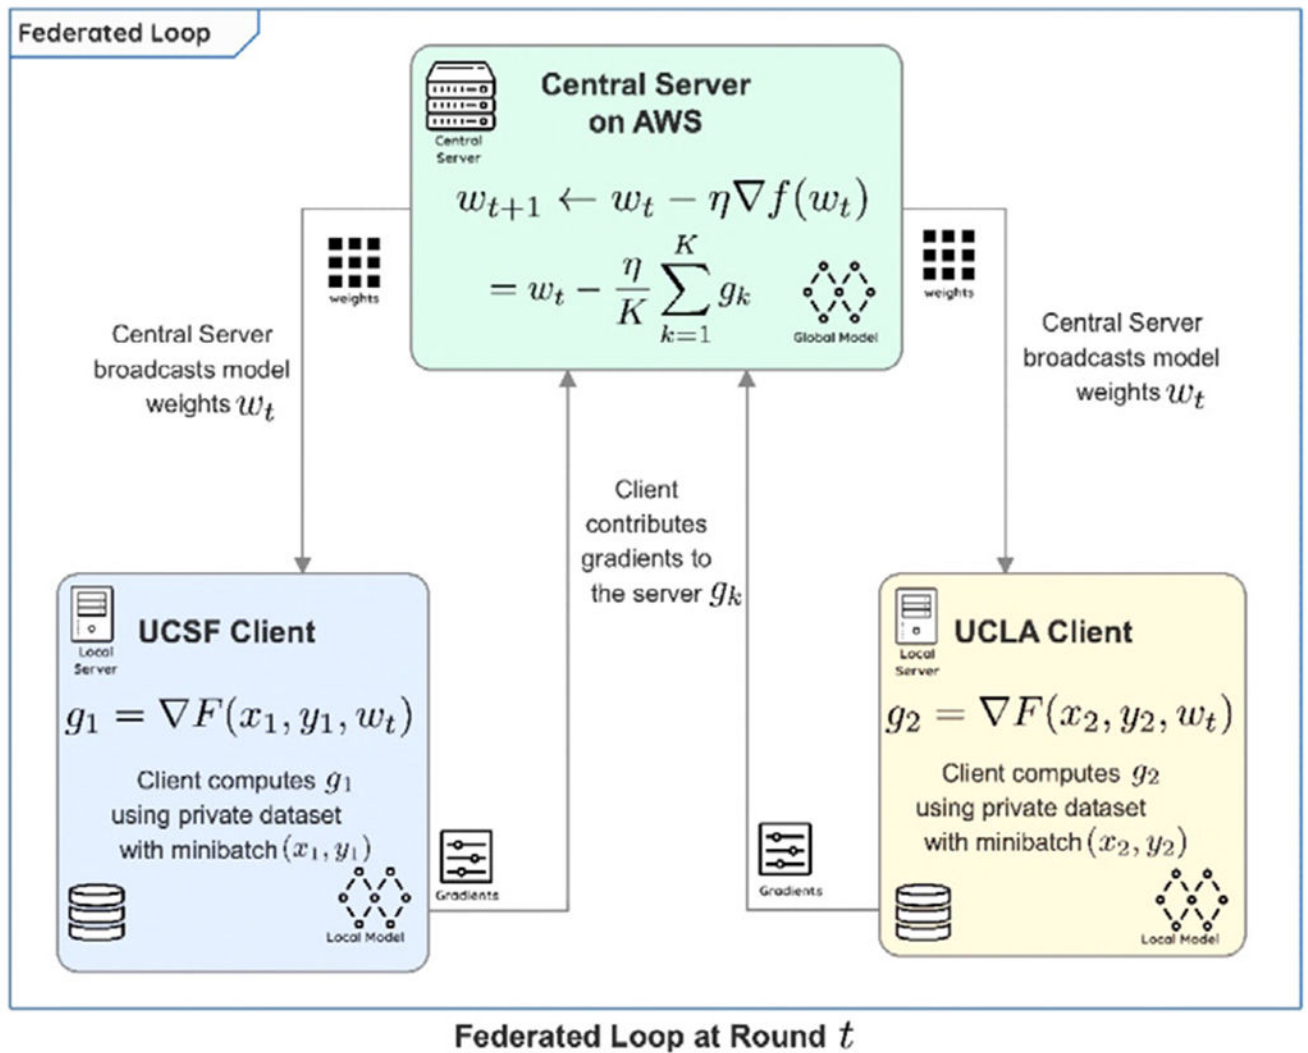 Federated Loop
Central Server
on AWS
Central
Server
w_{t+1} ← w_t − η∇f(w_t)
= w_t − \frac{η}{K} \sum_{k=1}^{K} g_k
Global Model
weights
Central Server
broadcasts model
weights w_t
weights
Central Server
broadcasts model
weights w_t
Client
contributes
gradients to
the server g_k
Local
Server
UCSF Client
g_1 = ∇F(x_1, y_1, w_t)
Client computes g_1
using private dataset
with minibatch (x_1, y_1)
Local Model
Gradients
Local
Server
UCLA Client
g_2 = ∇F(x_2, y_2, w_t)
Client computes g_2
using private dataset
with minibatch (x_2, y_2)
Local Model
Gradients
Federated Loop at Round t